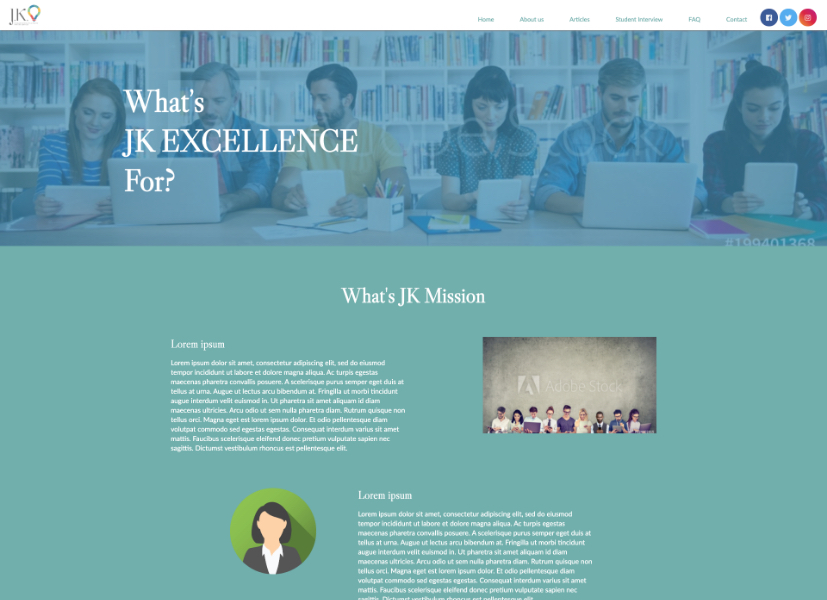 JK
Home About us Articles Student Interview FAQ Contact
What's
JK EXCELLENCE
For?
#199401368
What's JK Mission
Lorem ipsum
Lorem ipsum dolor sit amet, consectetur adipiscing elit, sed do eiusmod
tempor incididunt ut labore et dolore magna aliqua. Ac turpis egestas
maecenas pharetra convallis posuere. A scelerisque purus semper eget duis at
tellus at urna. Augue ut lectus arcu bibendum at. Fringilla ut morbi tincidunt
augue interdum velit euismod in. Ut pharetra sit amet aliquam id diam
maecenas ultricies. Arcu odio ut sem nulla pharetra diam. Rutrum quisque non
tellus orci. Magna eget est lorem ipsum dolor. Et odio pellentesque diam
volutpat commodo sed egestas egestas. Consequat interdum varius sit amet
mattis. Faucibus scelerisque eleifend donec pretium vulputate sapien nec
sagittis. Dictumst vestibulum rhoncus est pellentesque elit.
Adobe Stock
Lorem ipsum
Lorem ipsum dolor sit amet, consectetur adipiscing elit, sed do eiusmod
tempor incididunt ut labore et dolore magna aliqua. Ac turpis egestas
maecenas pharetra convallis posuere. A scelerisque purus semper eget duis at
tellus at urna. Augue ut lectus arcu bibendum at. Fringilla ut morbi tincidunt
augue interdum velit euismod in. Ut pharetra sit amet aliquam id diam
maecenas ultricies. Arcu odio ut sem nulla pharetra diam. Rutrum quisque non
tellus orci. Magna eget est lorem ipsum dolor. Et odio pellentesque diam
volutpat commodo sed egestas egestas. Consequat interdum varius sit amet
mattis. Faucibus scelerisque eleifend donec pretium vulputate sapien nec
sagittis. Dictumst vestibulum rhoncus est pellentesque elit.